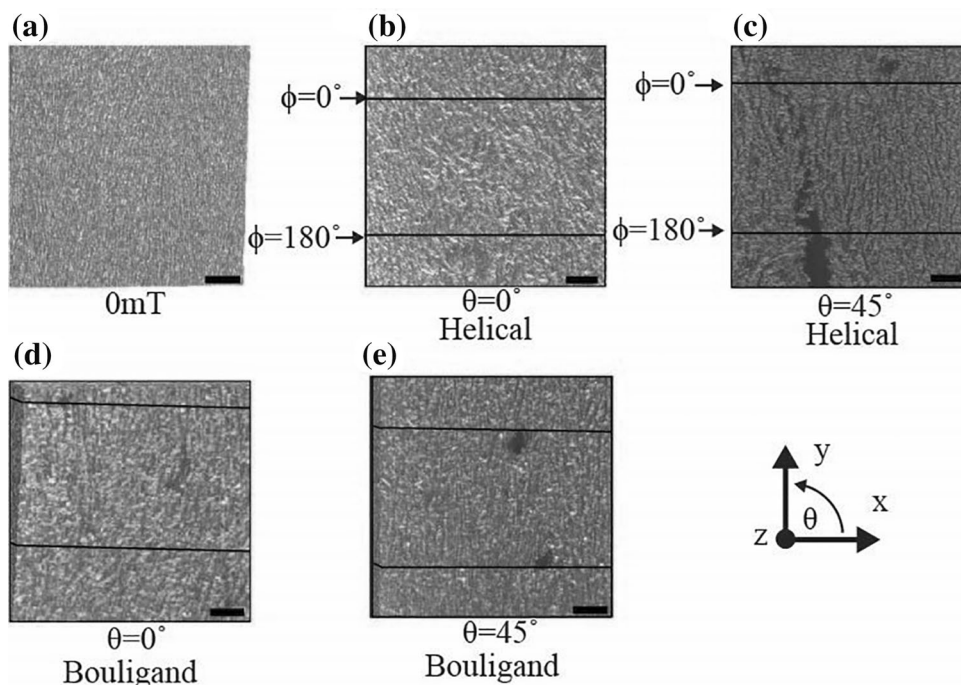 (a)
(b)
(c)
ϕ=0°
ϕ=0°
ϕ=180°
ϕ=180°
0mT
θ=0°
Helical
θ=45°
Helical
(d)
(e)
y
x
θ
z
θ=0°
Bouligand
θ=45°
Bouligand